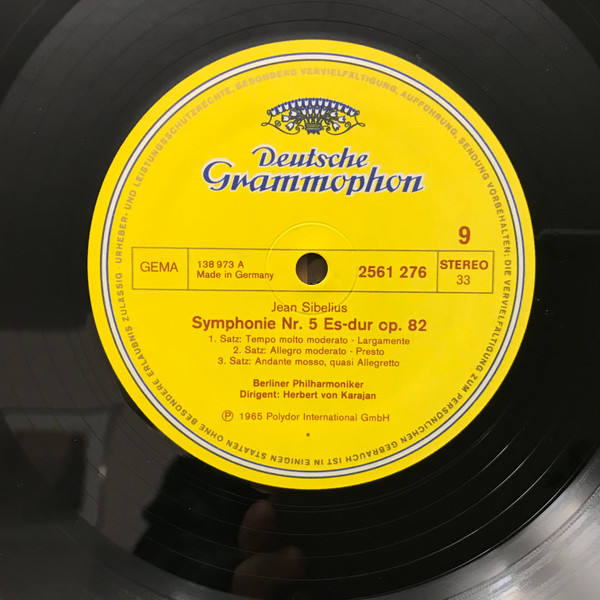 Deutsche
Grammophon
9
GEMA
138 973 A
Made in Germany
2561 276
STEREO
33
Jean Sibelius
Symphonie Nr. 5 Es-dur op. 82
1. Satz: Tempo molto moderato - Largamente
2. Satz: Allegro moderato - Presto
3. Satz: Andante mosso, quasi Allegretto
Berliner Philharmoniker
Dirigent: Herbert von Karajan
Ⓟ 1965 Polydor International GmbH
*
URHEBER- UND LEISTUNGSSCHUTZRECHTE, BESONDERS VERVIELFÄLTIGUNG, AUFFÜHRUNG, SENDUNG VORBEHALTEN: DIE VERVIELFÄLTIGUNG ZUM PERSÖNLICHEN GEBRAUCH IST IN EINIGEN STAATEN OHNE BESONDERE ERLAUBNIS ZULÄSSIG ·